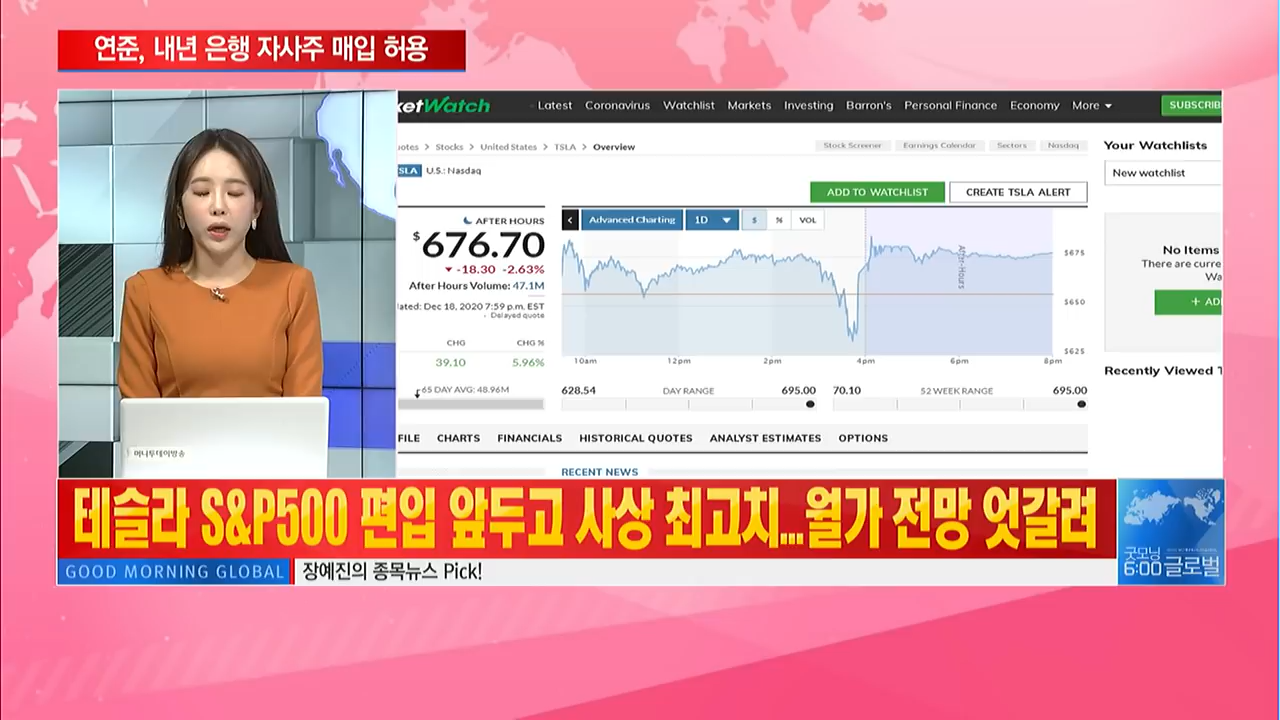 연준, 내년 은행 자사주 매입 허용
ketWatch
Latest Coronavirus Watchlist Markets Investing Barron's Personal Finance Economy More
SUBSCRIB
Stocks > United States > TSLA > Overview
Stock Screener Earnings Calendar Sectors Nasdaq
Your Watchlists
SLA U.S.: Nasdaq
New watchlist
ADD TO WATCHLIST CREATE TSLA ALERT
AFTER HOURS
$676.70
-18.30 -2.63%
After Hours Volume: 47.1M
Dec 18, 2020 7:59 p.m. EST
Delayed quote
CHG CHG %
39.10 5.96%
65 DAY AVG: 48.96M
< Advanced Charting 1D $ % VOL
After-Hours
$675
$650
$625
10am 12pm 2pm 4pm 6pm 8pm
628.54 DAY RANGE 695.00 70.10 52 WEEK RANGE 695.00
No Items
There are curre
Wa
+ ADD
Recently Viewed T
FILE CHARTS FINANCIALS HISTORICAL QUOTES ANALYST ESTIMATES OPTIONS
RECENT NEWS
머니투데이방송
테슬라 S&P500 편입 앞두고 사상 최고치...월가 전망 엇갈려
GOOD MORNING GLOBAL 장예진의 종목뉴스 Pick!
굿모닝
6:00 글로벌